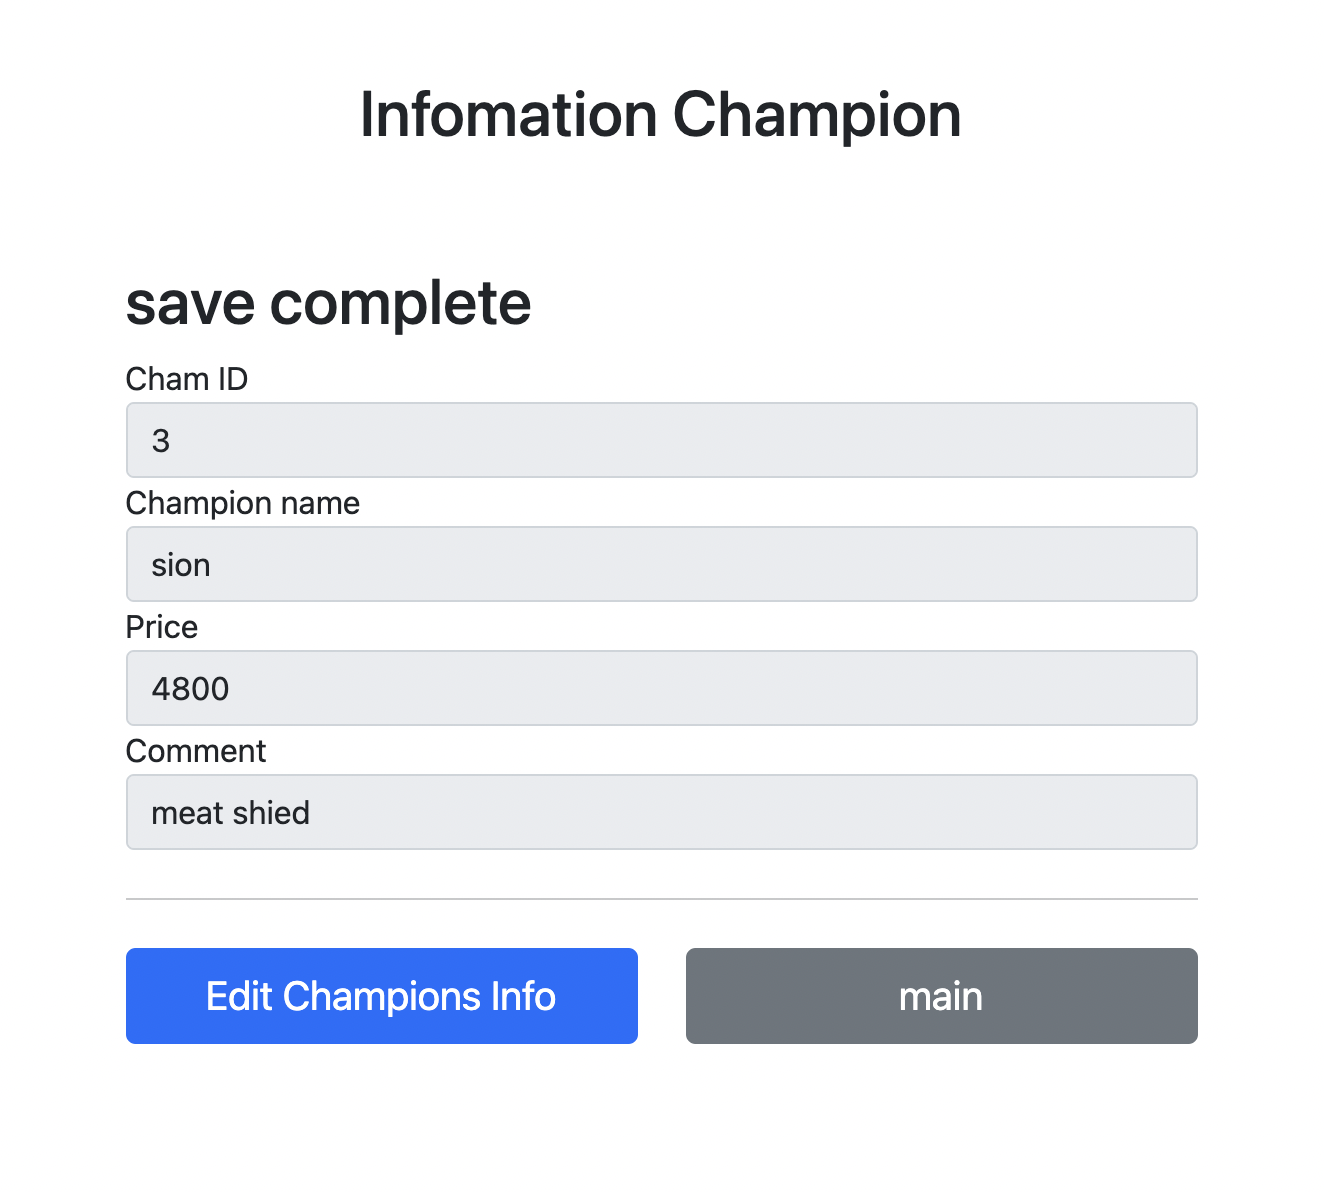 Infomation Champion
save complete
Cham ID
3
Champion name
sion
Price
4800
Comment
meat shied
Edit Champions Info
main